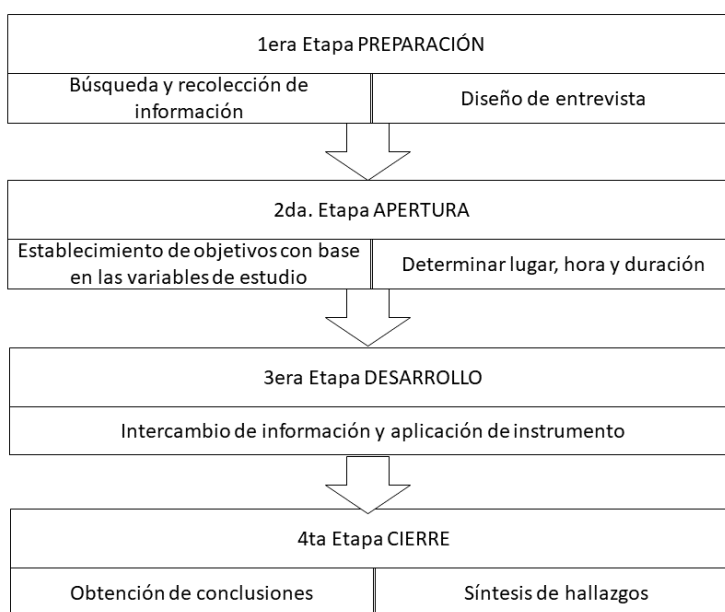 1era Etapa PREPARACIÓN
Búsqueda y recolección de
información
Diseño de entrevista
2da. Etapa APERTURA
Establecimiento de objetivos con base
en las variables de estudio
Determinar lugar, hora y duración
3era Etapa DESARROLLO
Intercambio de información y aplicación de instrumento
4ta Etapa CIERRE
Obtención de conclusiones
Síntesis de hallazgos